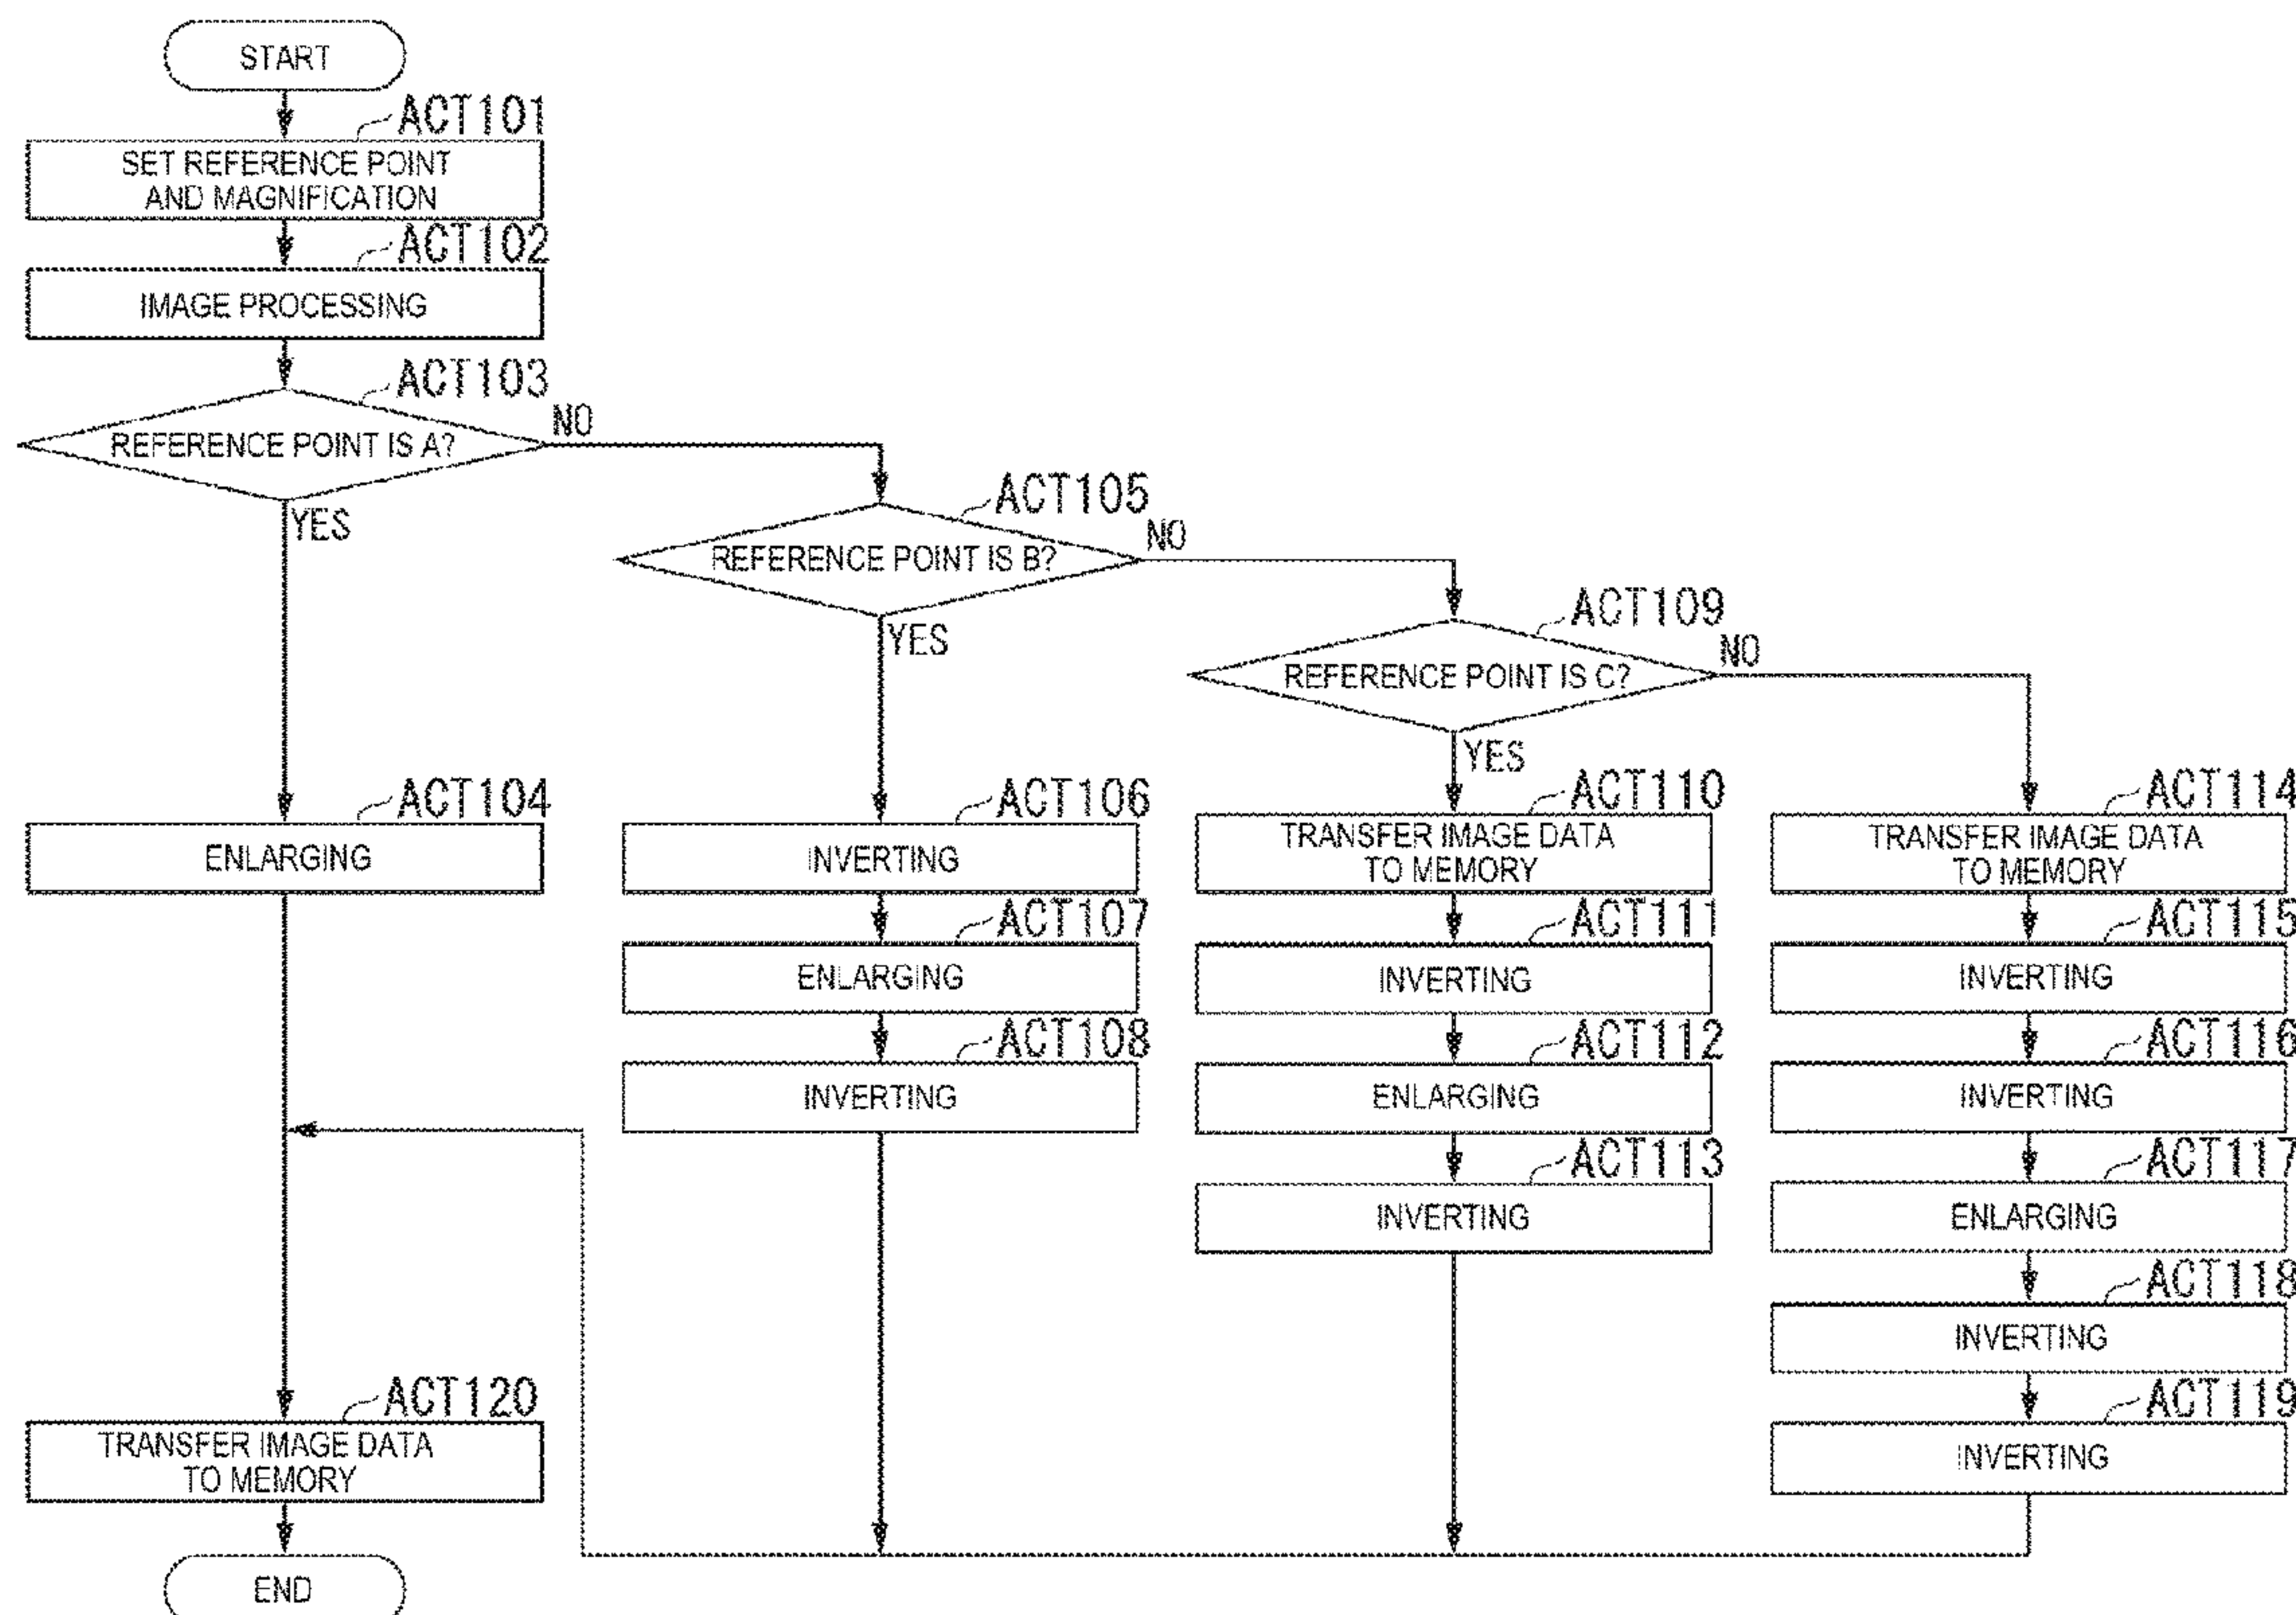 START
ACT101
SET REFERENCE POINT
AND MAGNIFICATION
ACT102
IMAGE PROCESSING
ACT103
REFERENCE POINT IS A?
NO
YES
ACT105
REFERENCE POINT IS B?
NO
YES
ACT109
REFERENCE POINT IS C?
NO
YES
ACT104
ENLARGING
ACT106
INVERTING
ACT107
ENLARGING
ACT108
INVERTING
ACT110
TRANSFER IMAGE DATA
TO MEMORY
ACT111
INVERTING
ACT112
ENLARGING
ACT113
INVERTING
ACT114
TRANSFER IMAGE DATA
TO MEMORY
ACT115
INVERTING
ACT116
INVERTING
ACT117
ENLARGING
ACT118
INVERTING
ACT119
INVERTING
ACT120
TRANSFER IMAGE DATA
TO MEMORY
END